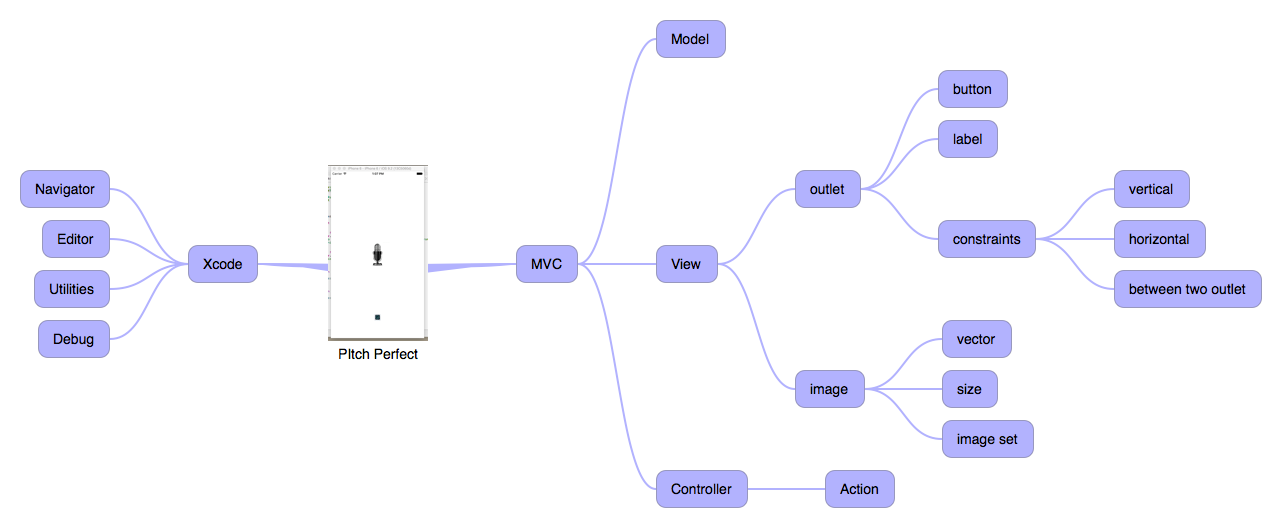 Model
button
label
Navigator
outlet
vertical
Editor
constraints
horizontal
Xcode
MVC
View
Utilities
between two outlet
Debug
PItch Perfect
vector
image
size
image set
Controller
Action